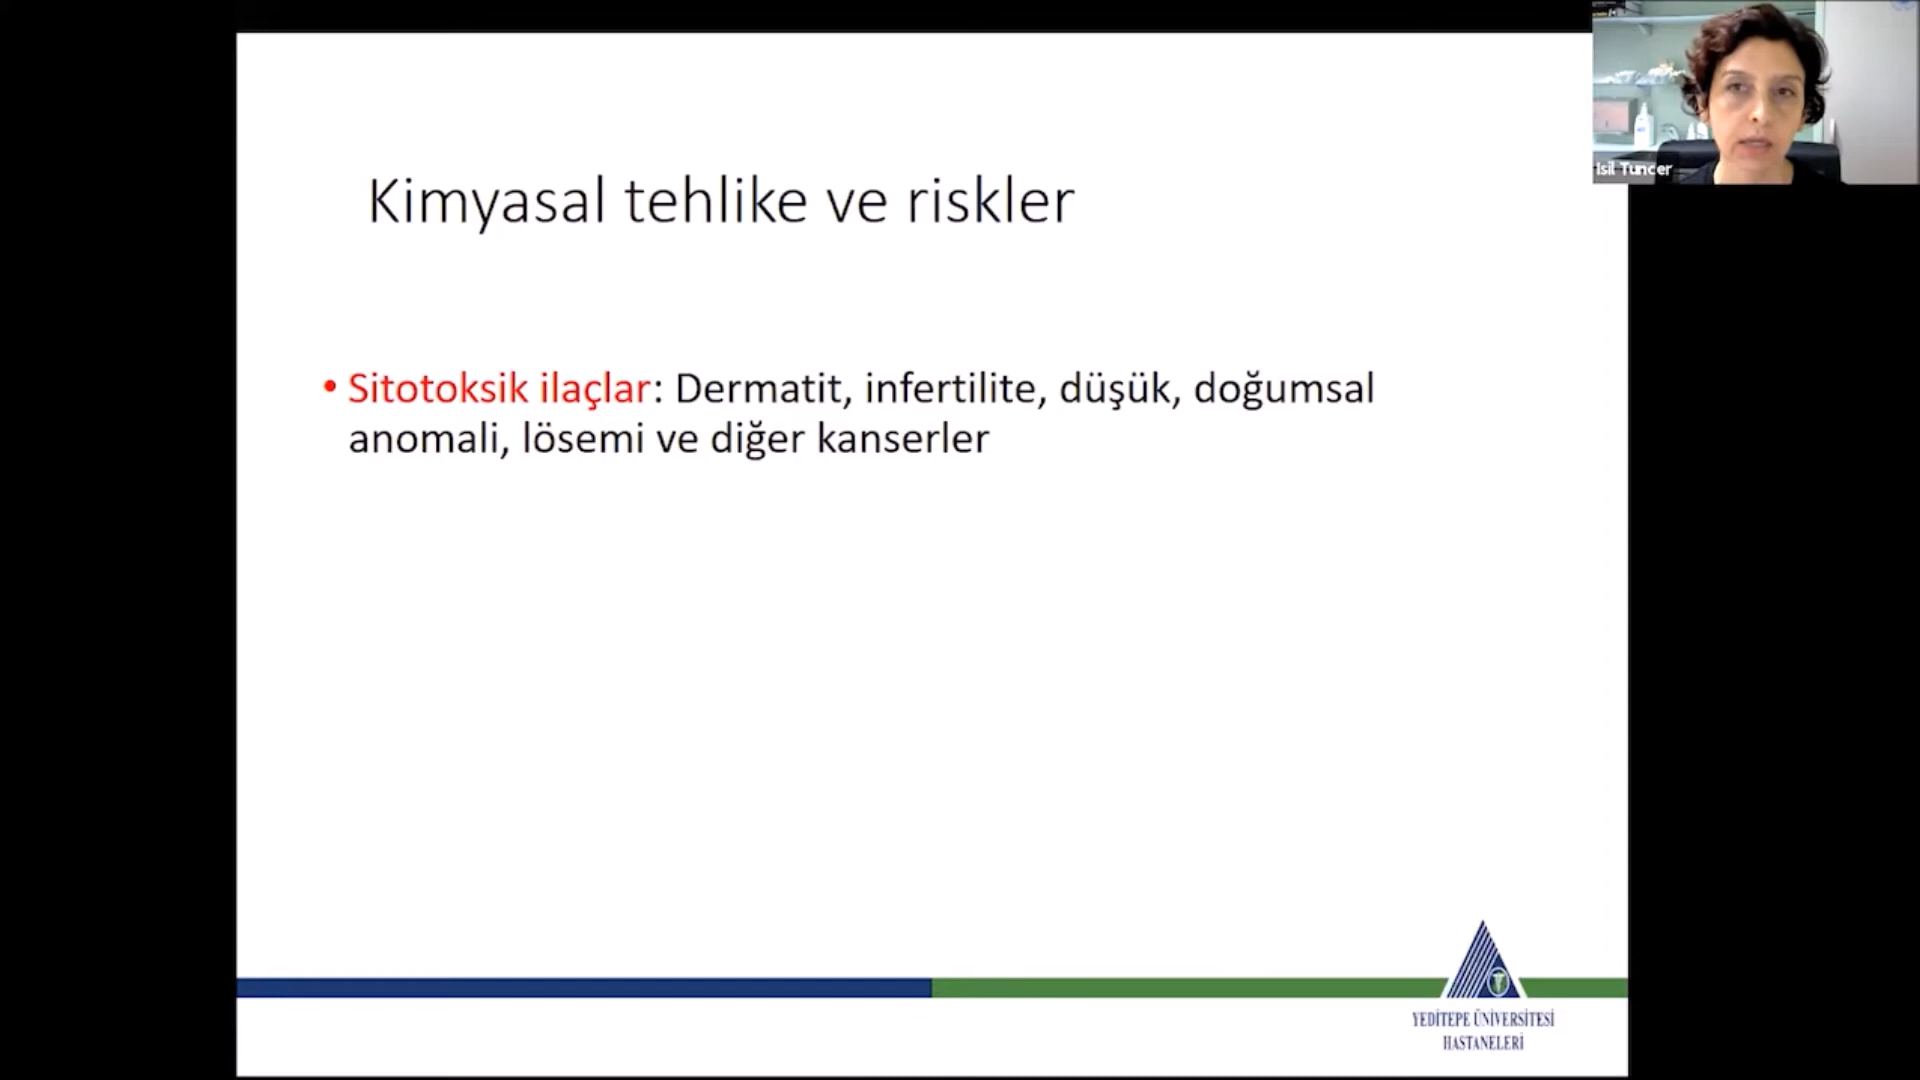 Isil Tuncer
Kimyasal tehlike ve riskler
• Sitotoksik ilaçlar: Dermatit, infertilite, düşük, doğumsal
anomali, lösemi ve diğer kanserler
YEDİTEPE ÜNİVERSİTESİ
HASTANELERİ